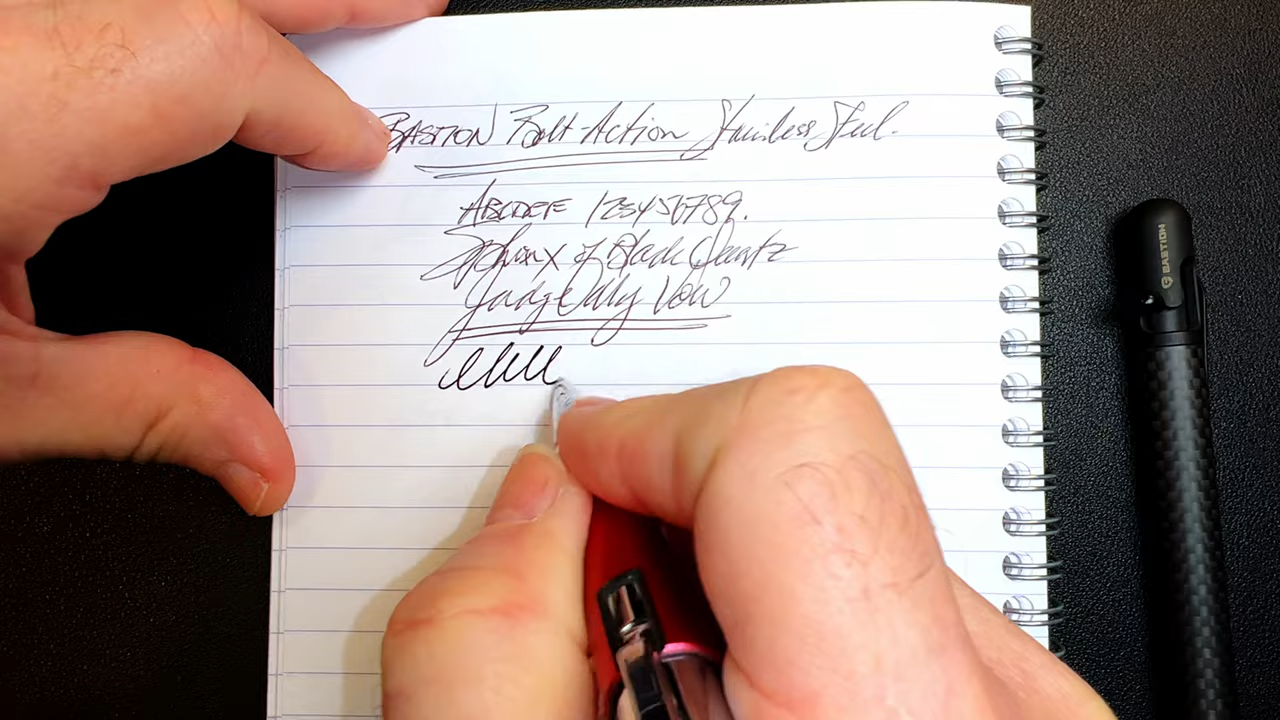 BASTION Bolt-Action Stainless Steel.
ABCDEF 123456789.
Sphinx of Black Quartz
Judge My Vow
BASTION